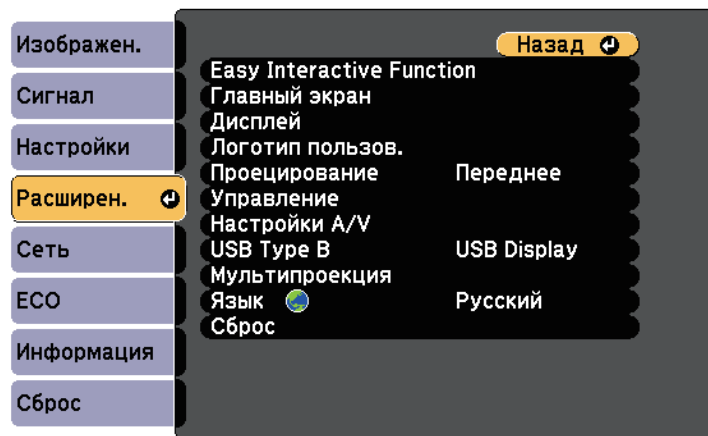 Изображен.
Сигнал
Настройки
Расширен.
Сеть
ECO
Информация
Сброс
Назад
Easy Interactive Function
Главный экран
Дисплей
Логотип пользов.
Проецирование Переднее
Управление
Настройки A/V
USB Type B USB Display
Мультипроекция
Язык Русский
Сброс